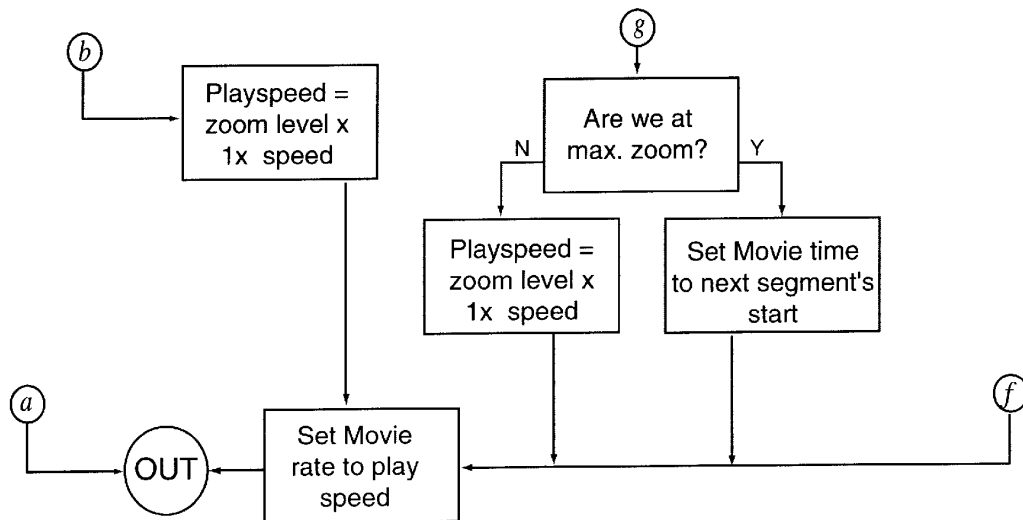 b
g
Playspeed =
zoom level x
1x speed
Are we at
max. zoom?
N
Y
Playspeed =
zoom level x
1x speed
Set Movie time
to next segment's
start
a
f
OUT
Set Movie
rate to play
speed